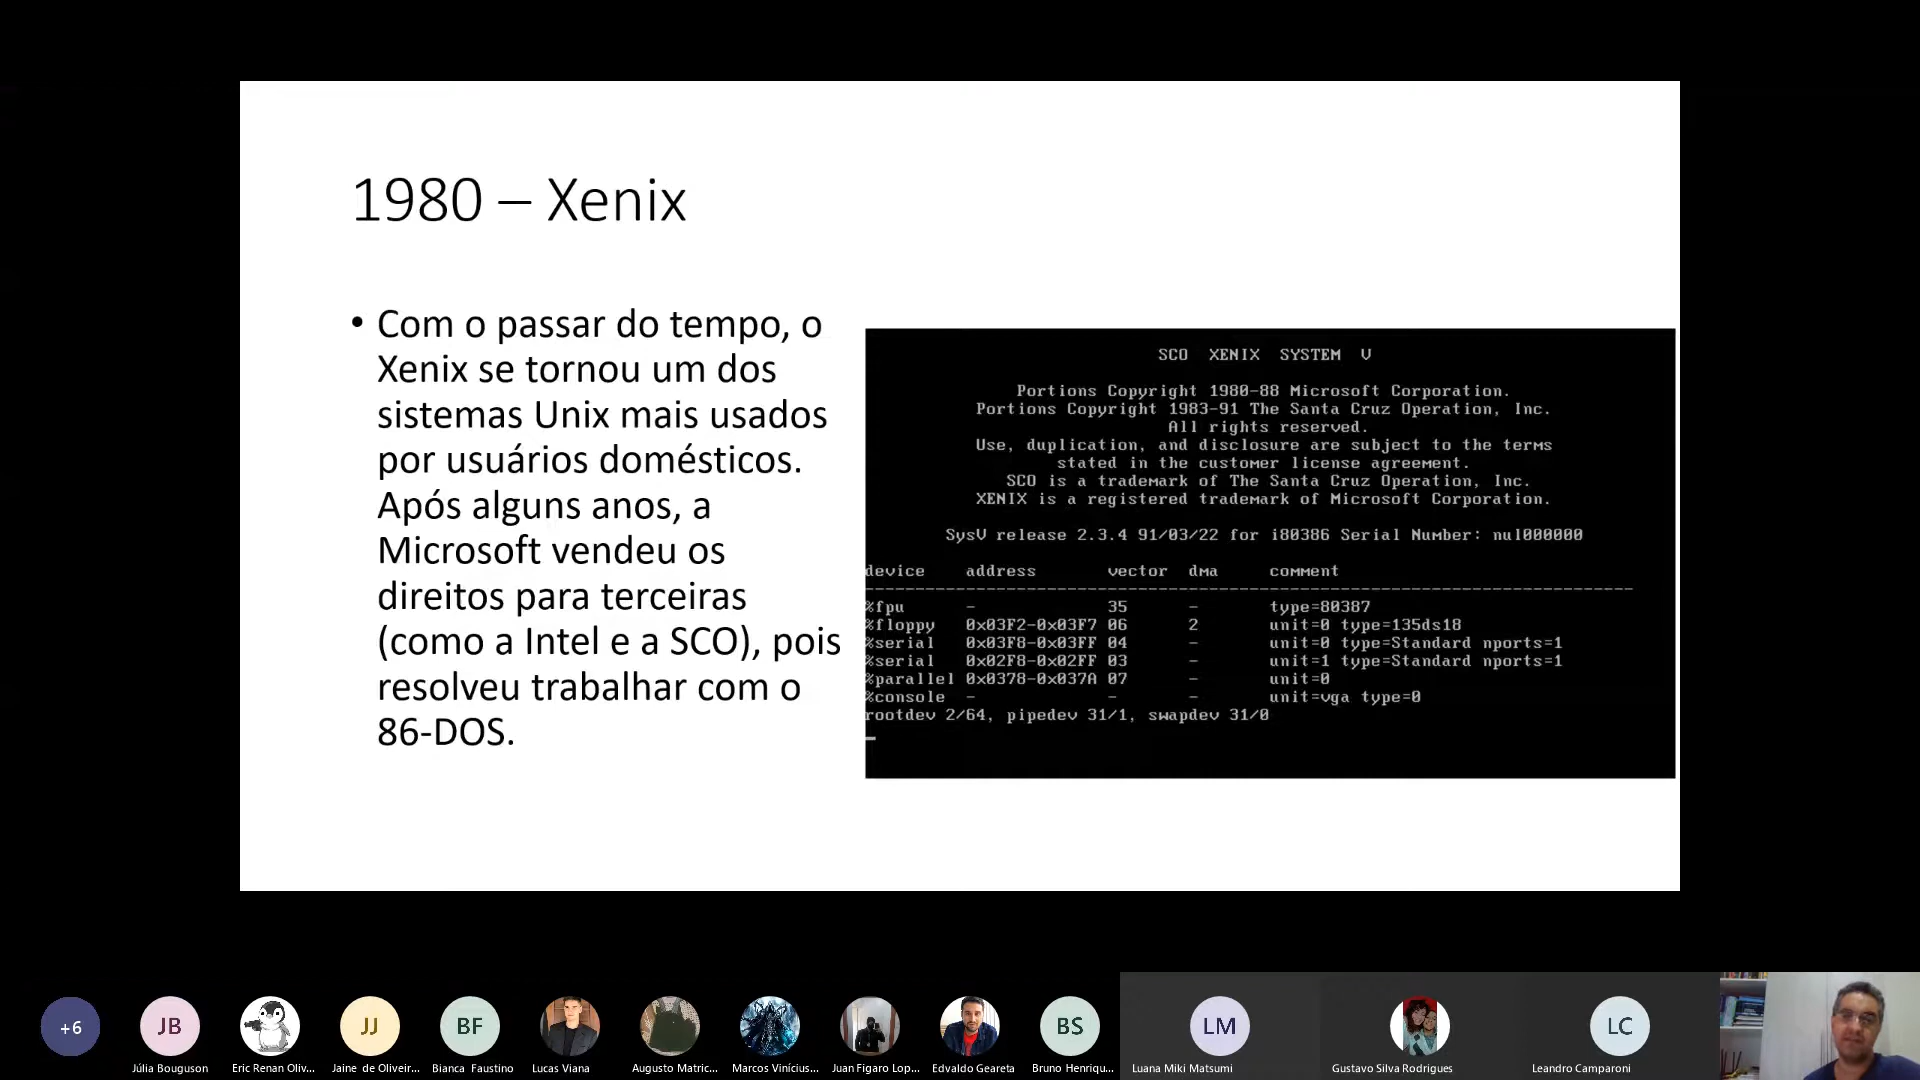 1980 – Xenix
• Com o passar do tempo, o
Xenix se tornou um dos
sistemas Unix mais usados
por usuários domésticos.
Após alguns anos, a
Microsoft vendeu os
direitos para terceiras
(como a Intel e a SCO), pois
resolveu trabalhar com o
86-DOS.
SCO XENIX SYSTEM V
Portions Copyright 1980-88 Microsoft Corporation.
Portions Copyright 1983-91 The Santa Cruz Operation, Inc.
All rights reserved.
Use, duplication, and disclosure are subject to the terms
stated in the customer license agreement.
SCO is a trademark of The Santa Cruz Operation, Inc.
XENIX is a registered trademark of Microsoft Corporation.
SysV release 2.3.4 91/03/22 for i80386 Serial Number: nul000000
device address vector dma comment
--------------------------------------------------------------------------------
%fpu - 35 - type=80387
%floppy 0x03F2-0x03F7 06 2 unit=0 type=135ds18
%serial 0x03F8-0x03FF 04 - unit=0 type=Standard nports=1
%serial 0x02F8-0x02FF 03 - unit=1 type=Standard nports=1
%parallel 0x0378-0x037A 07 - unit=0
%console - - - unit=vga type=0
rootdev 2/64, pipedev 31/1, swapdev 31/0
+6
JB
JJ
BF
BS
LM
LC
Júlia Bouguson
Eric Renan Oliv...
Jaine de Oliveir...
Bianca Faustino
Lucas Viana
Augusto Matric...
Marcos Vinícius...
Juan Figaro Lop...
Edvaldo Geareta
Bruno Henriqu...
Luana Miki Matsumi
Gustavo Silva Rodrigues
Leandro Camparoni